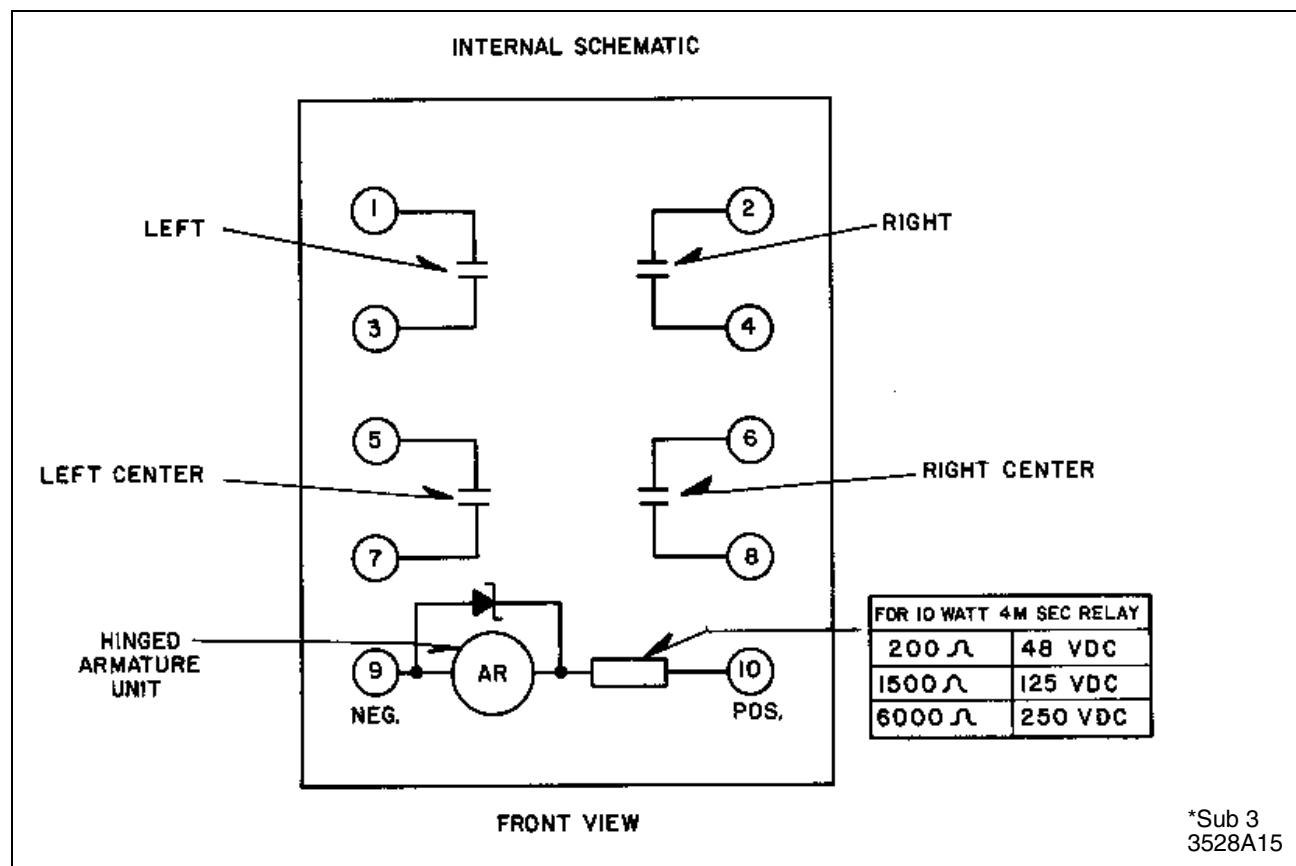 INTERNAL SCHEMATIC
1
2
LEFT
RIGHT
3
4
5
6
LEFT CENTER
RIGHT CENTER
7
8
FOR 10 WATT 4M SEC RELAY
200 Ω 48 VDC
1500 Ω 125 VDC
6000 Ω 250 VDC
HINGED
ARMATURE
UNIT
9
AR
10
NEG.
POS.
FRONT VIEW
*Sub 3
3528A15